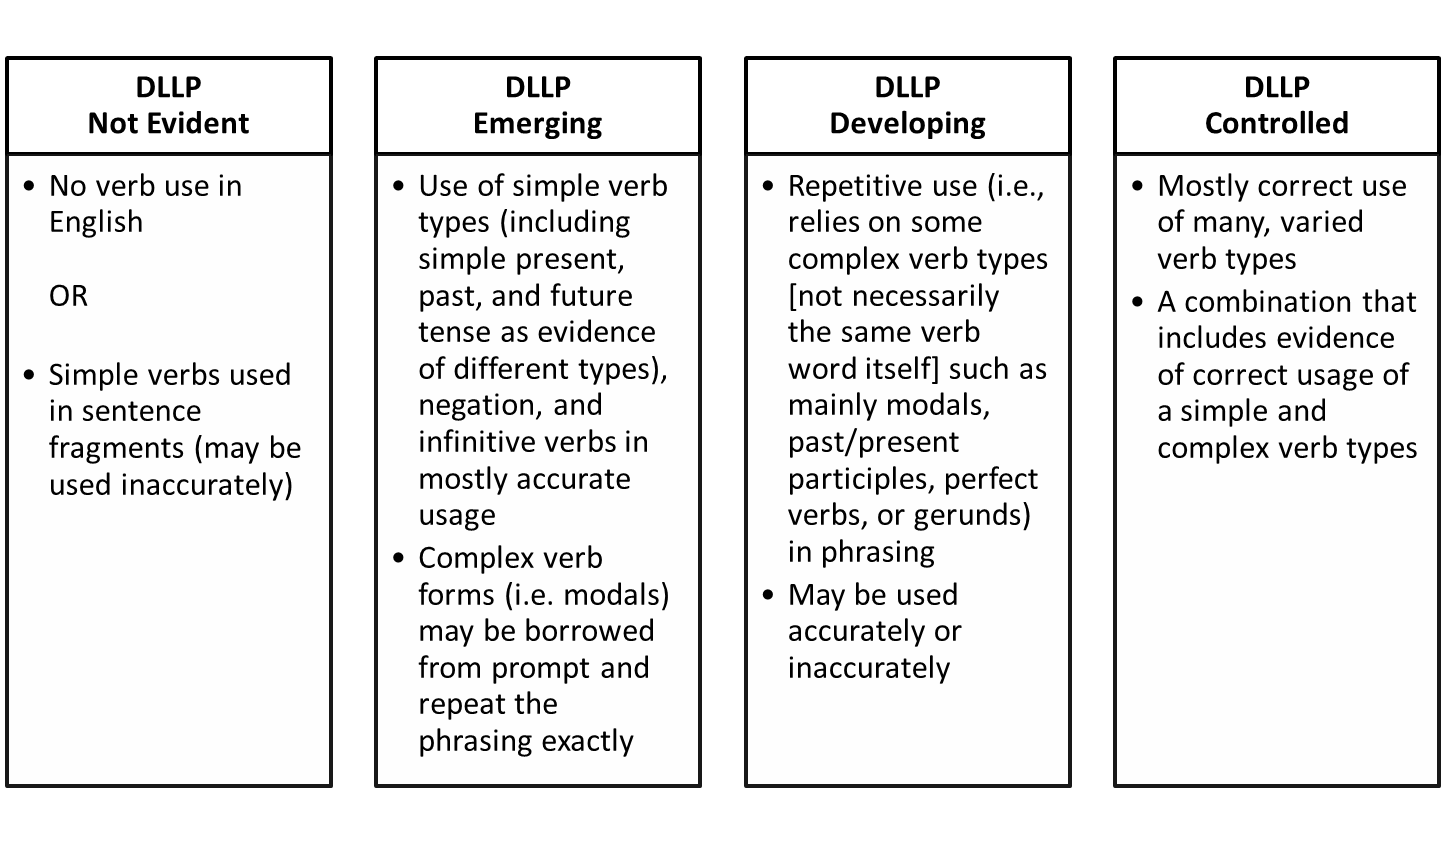 DLLP
Not Evident
• No verb use in
English
OR
• Simple verbs used
in sentence
fragments (may be
used inaccurately)
DLLP
Emerging
• Use of simple verb
types (including
simple present,
past, and future
tense as evidence
of different types),
negation, and
infinitive verbs in
mostly accurate
usage
• Complex verb
forms (i.e. modals)
may be borrowed
from prompt and
repeat the
phrasing exactly
DLLP
Developing
• Repetitive use (i.e.,
relies on some
complex verb types
[not necessarily
the same verb
word itself] such as
mainly modals,
past/present
participles, perfect
verbs, or gerunds)
in phrasing
• May be used
accurately or
inaccurately
DLLP
Controlled
• Mostly correct use
of many, varied
verb types
• A combination that
includes evidence
of correct usage of
a simple and
complex verb types